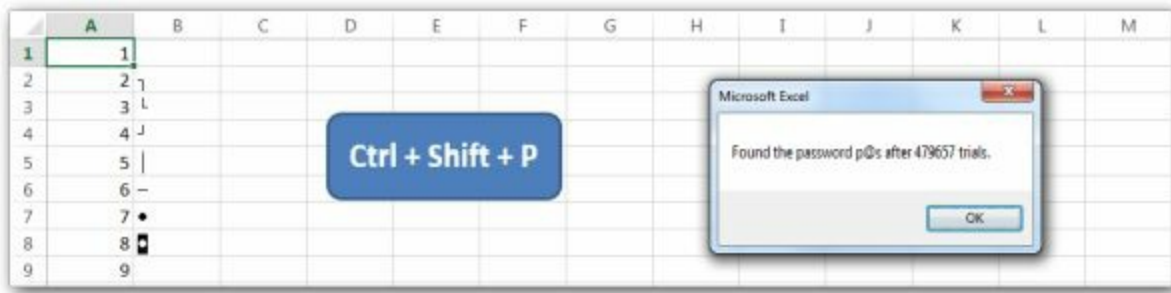 A B C D E F G H I J K L M
1 1
2 2 ┐
3 3 └
4 4 ┘
5 5 │
6 6 –
7 7 •
8 8 ◘
9 9
Ctrl + Shift + P
Microsoft Excel
x
Found the password p@s after 479657 trials.
OK